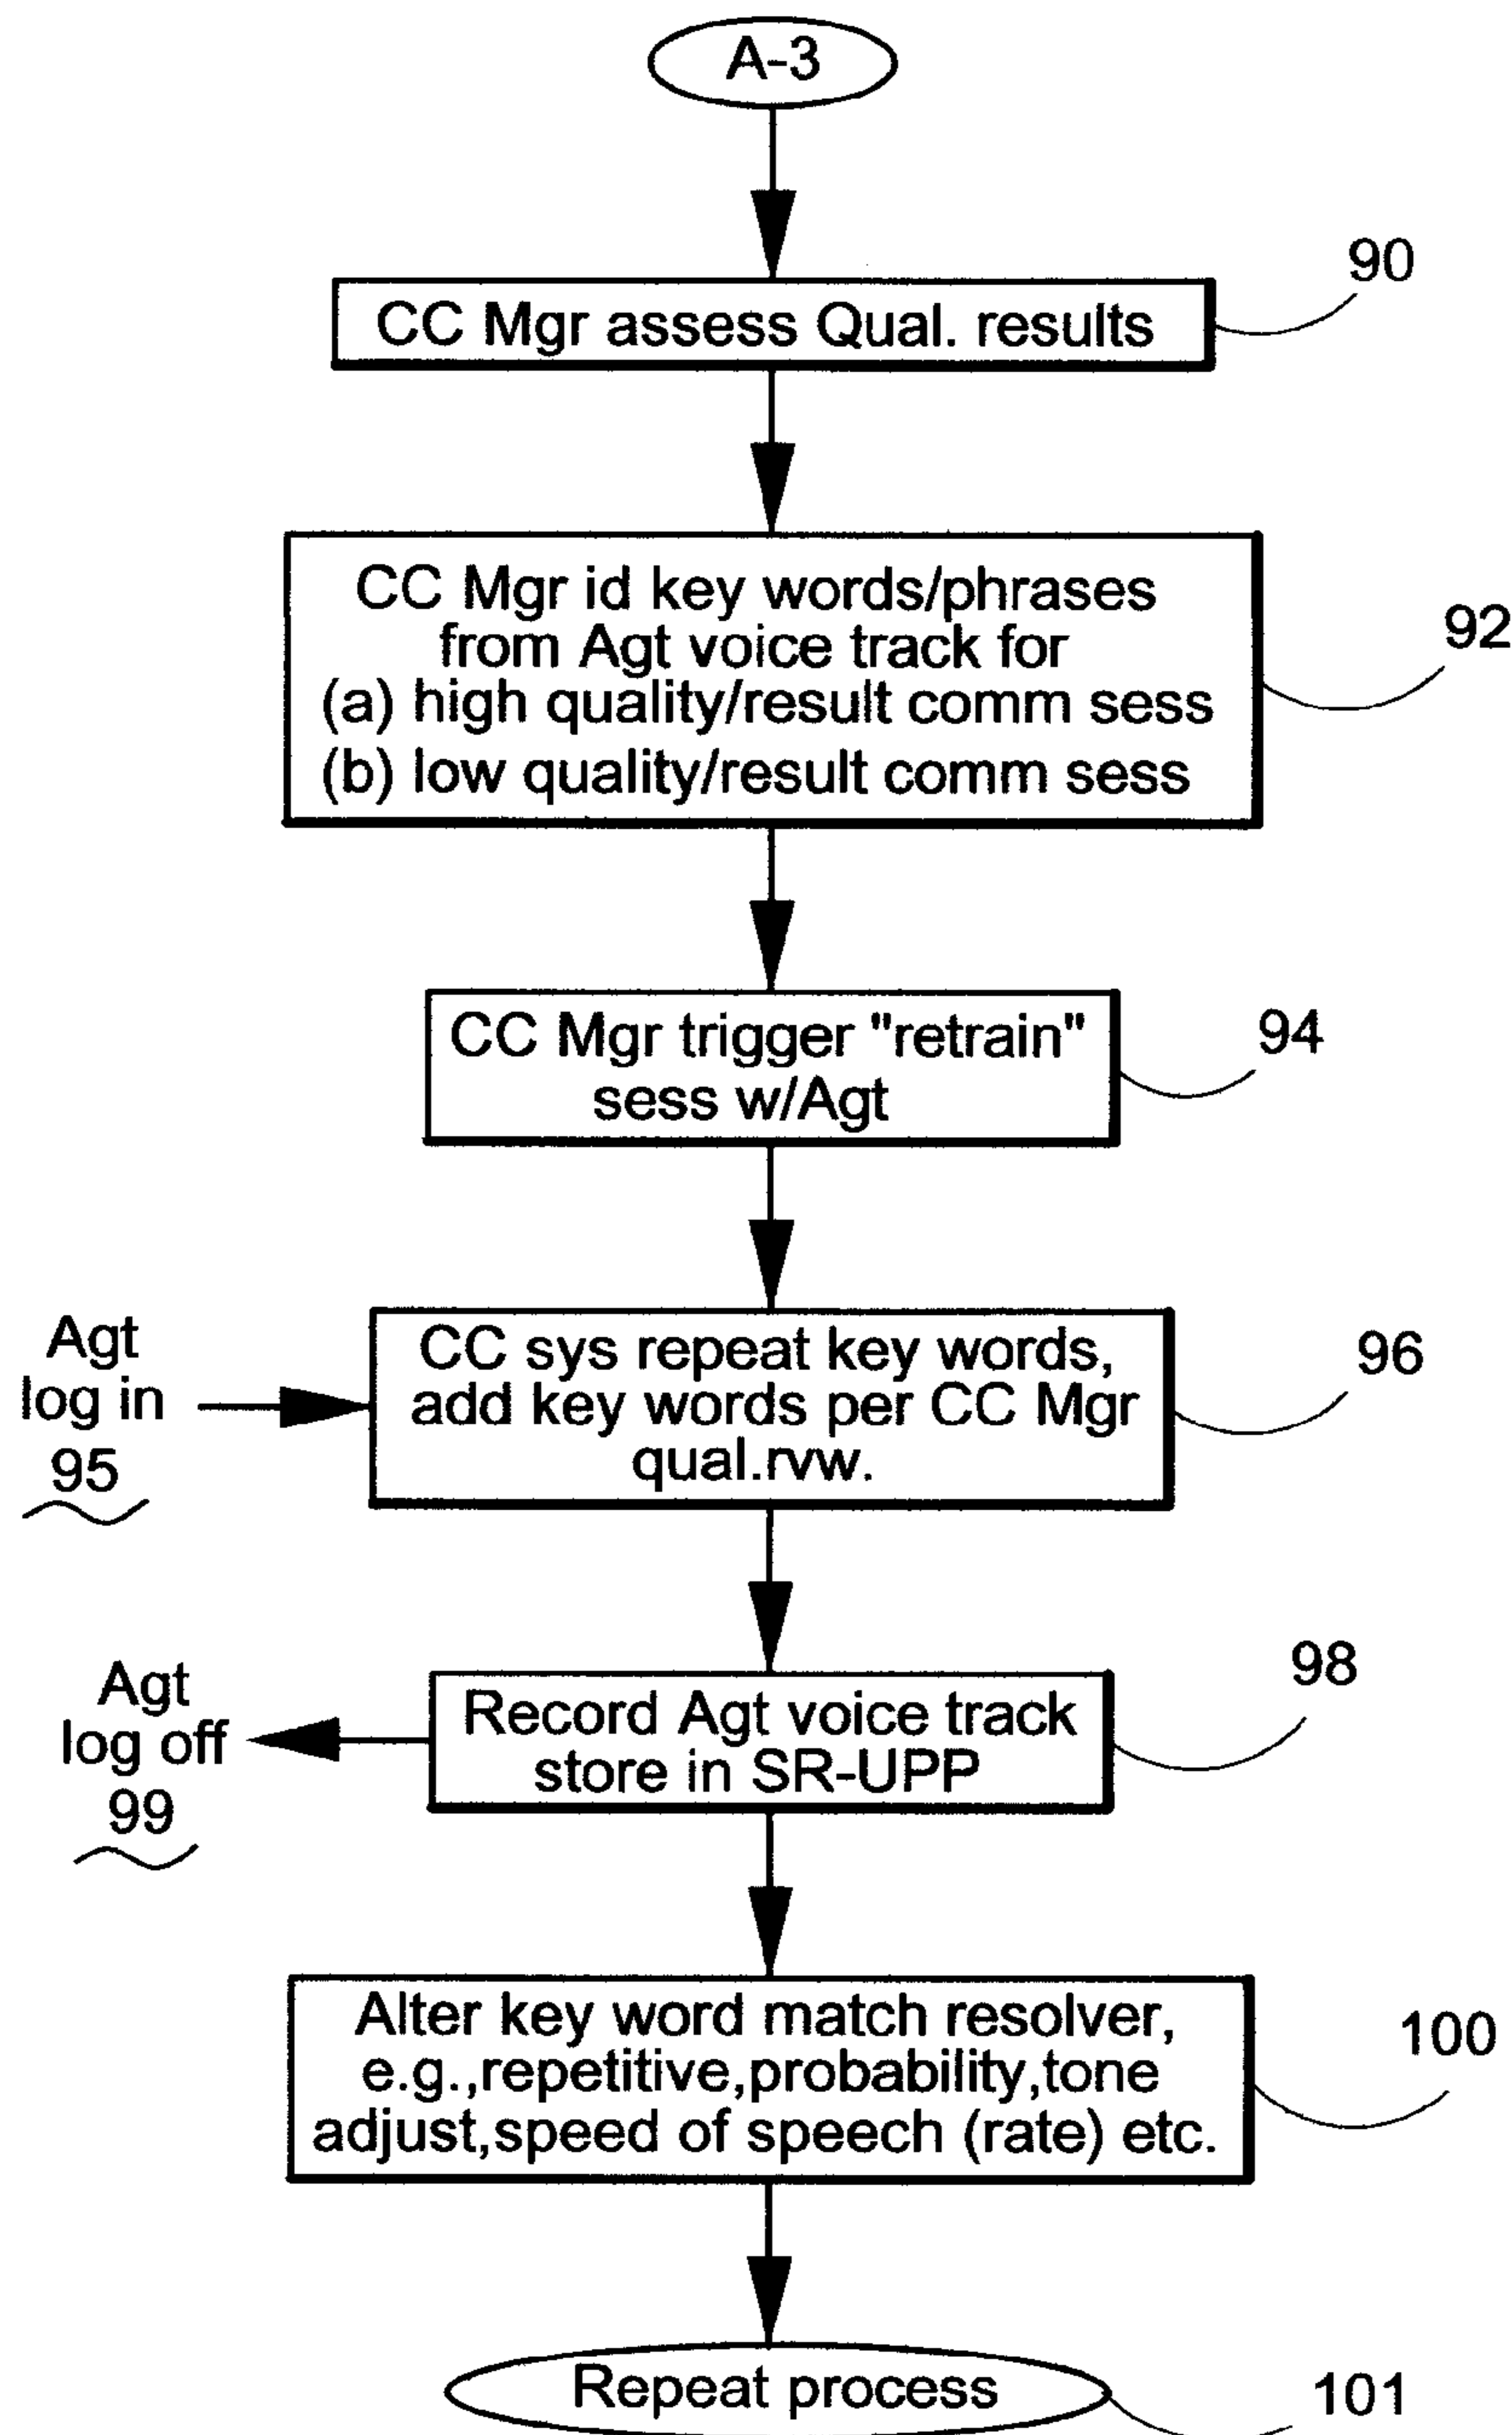 A-3
90
CC Mgr assess Qual. results
CC Mgr id key words/phrases
from Agt voice track for
(a) high quality/result comm sess
(b) low quality/result comm sess
92
CC Mgr trigger "retrain"
sess w/Agt
94
Agt
log in
95
CC sys repeat key words,
add key words per CC Mgr
qual.rvw.
96
Agt
log off
99
Record Agt voice track
store in SR-UPP
98
Alter key word match resolver,
e.g.,repetitive,probability,tone
adjust,speed of speech (rate) etc.
100
Repeat process
101